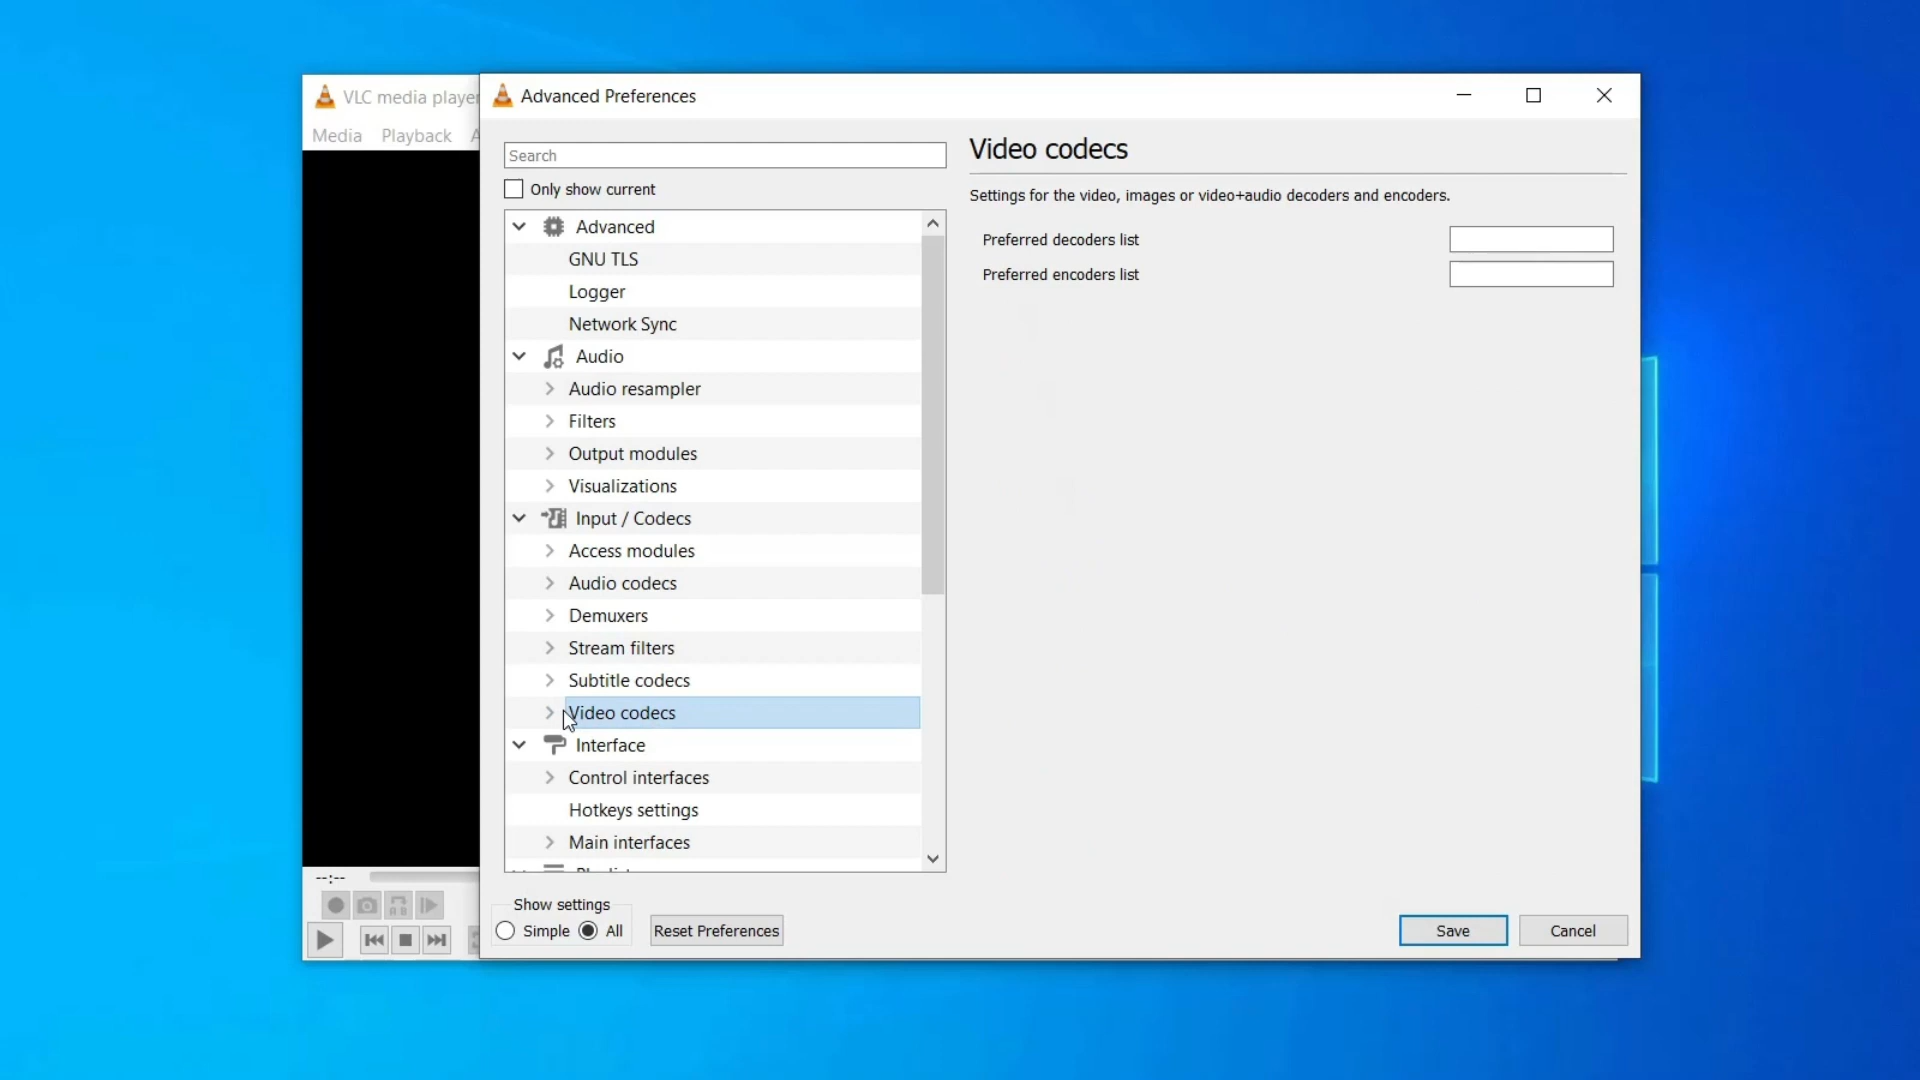 VLC media player
Media Playback A
--:--
Advanced Preferences
Search
Only show current
Advanced
GNU TLS
Logger
Network Sync
Audio
Audio resampler
Filters
Output modules
Visualizations
Input / Codecs
Access modules
Audio codecs
Demuxers
Stream filters
Subtitle codecs
Video codecs
Interface
Control interfaces
Hotkeys settings
Main interfaces
Show settings
Simple All
Reset Preferences
Video codecs
Settings for the video, images or video+audio decoders and encoders.
Preferred decoders list
Preferred encoders list
Save Cancel